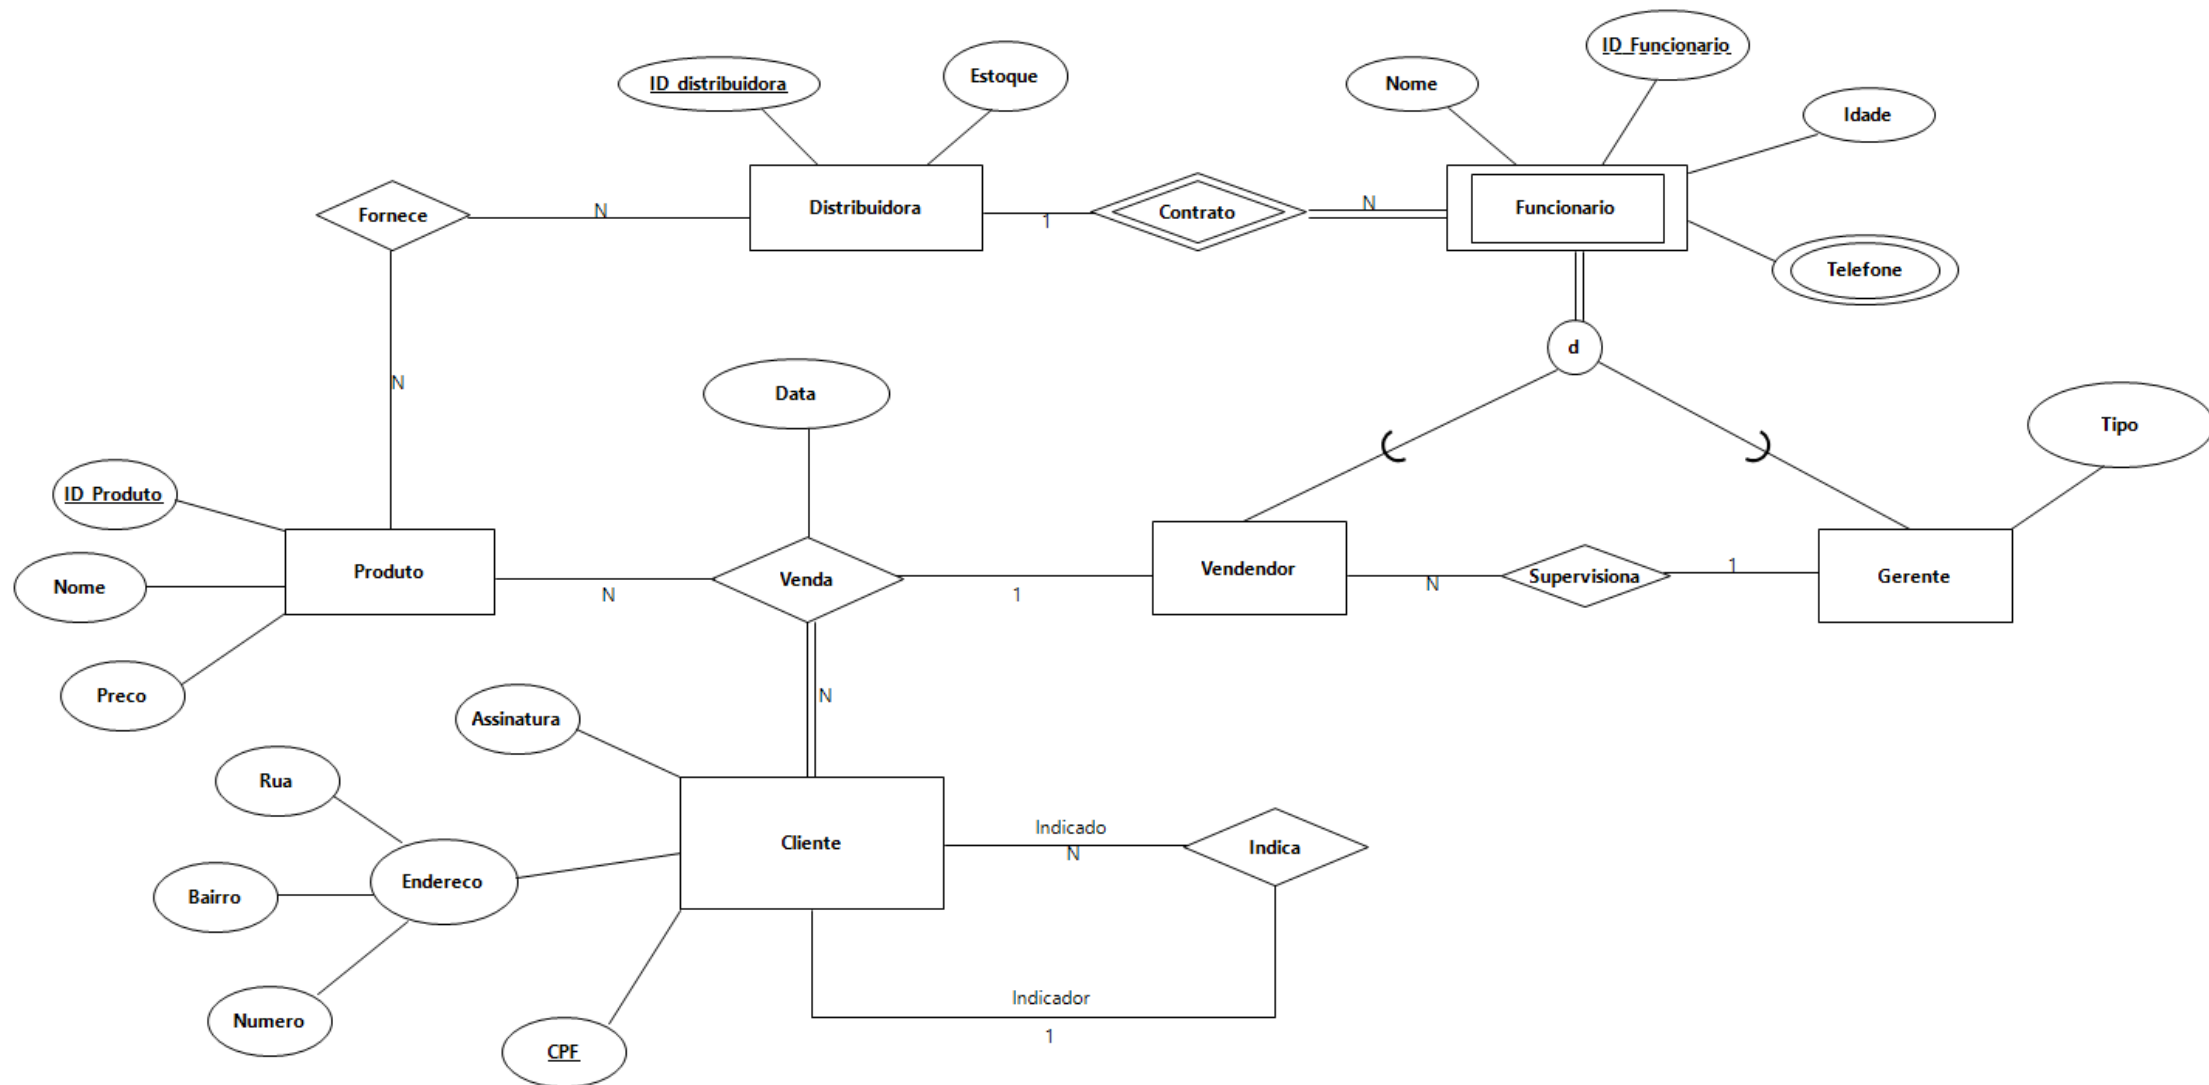 ID_Funcionario
Estoque
ID_distribuidora
Nome
Idade
Fornece
N
Distribuidora
1
Contrato
N
Funcionario
Telefone
d
N
Data
Tipo
ID_Produto
Nome
Produto
N
Venda
1
Vendendor
N
Supervisiona
1
Gerente
Preco
N
Assinatura
Rua
Cliente
Indicado
N
Indica
Endereco
Bairro
Numero
Indicador
1
CPF